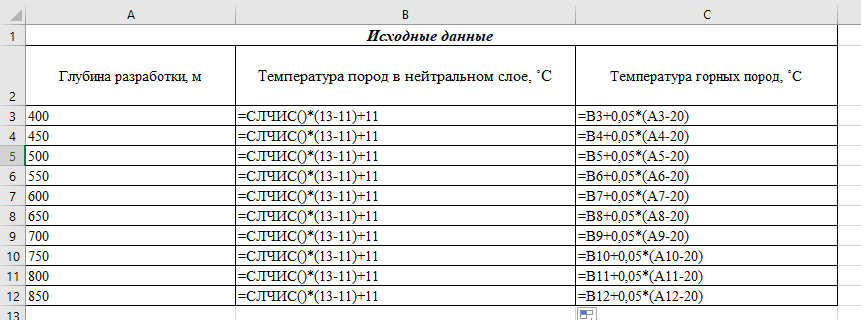 A B C
1 Исходные данные
2 Глубина разработки, м Температура пород в нейтральном слое, ˚С Температура горных пород, ˚С
3 400 =СЛЧИС()*(13-11)+11 =B3+0,05*(A3-20)
4 450 =СЛЧИС()*(13-11)+11 =B4+0,05*(A4-20)
5 500 =СЛЧИС()*(13-11)+11 =B5+0,05*(A5-20)
6 550 =СЛЧИС()*(13-11)+11 =B6+0,05*(A6-20)
7 600 =СЛЧИС()*(13-11)+11 =B7+0,05*(A7-20)
8 650 =СЛЧИС()*(13-11)+11 =B8+0,05*(A8-20)
9 700 =СЛЧИС()*(13-11)+11 =B9+0,05*(A9-20)
10 750 =СЛЧИС()*(13-11)+11 =B10+0,05*(A10-20)
11 800 =СЛЧИС()*(13-11)+11 =B11+0,05*(A11-20)
12 850 =СЛЧИС()*(13-11)+11 =B12+0,05*(A12-20)
13